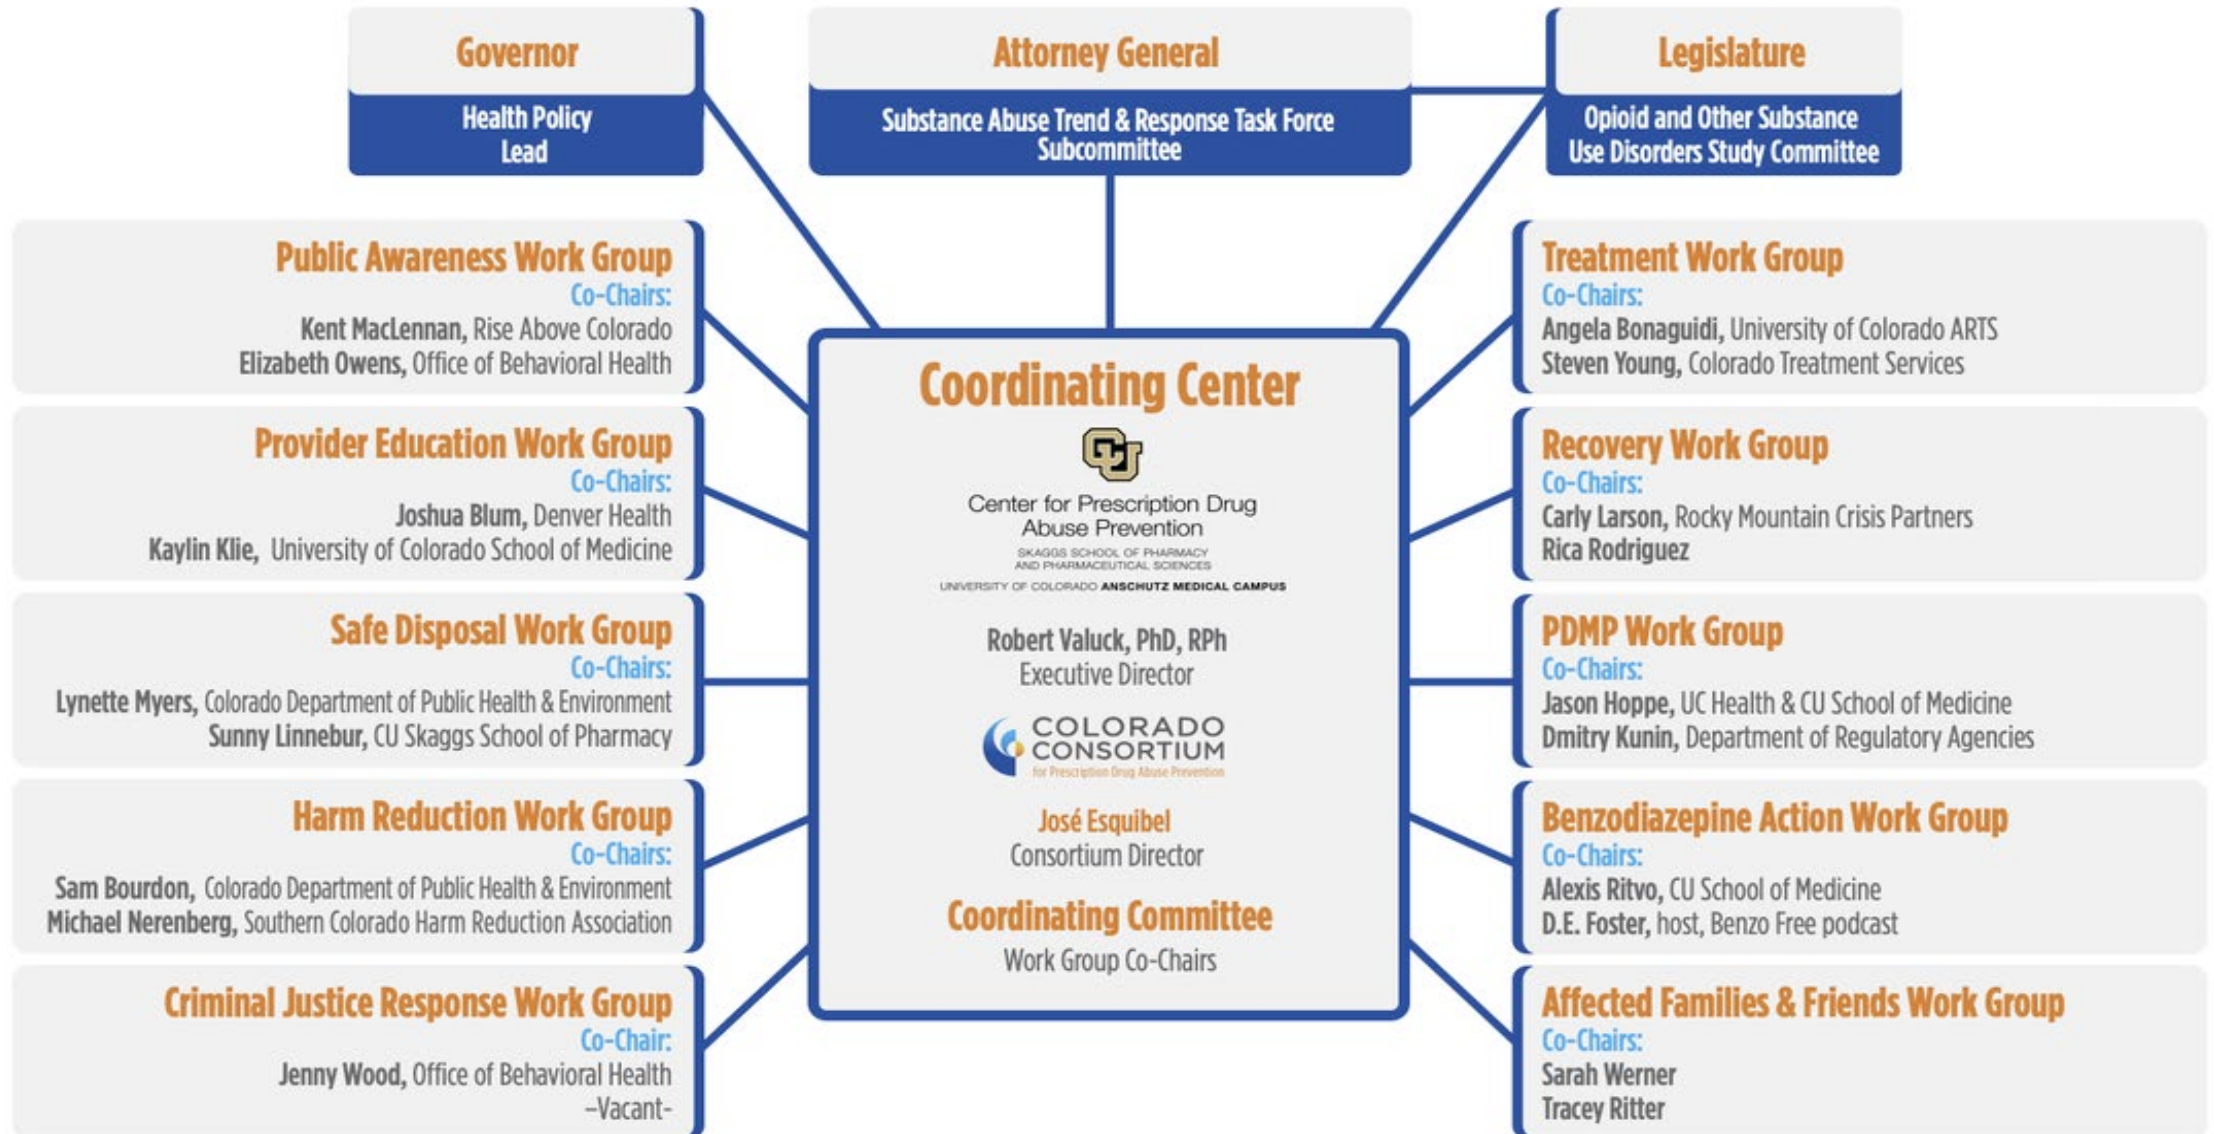 Governor
Health Policy
Lead
Attorney General
Substance Abuse Trend & Response Task Force
Subcommittee
Legislature
Opioid and Other Substance
Use Disorders Study Committee
Public Awareness Work Group
Co-Chairs:
Kent MacLennan, Rise Above Colorado
Elizabeth Owens, Office of Behavioral Health
Provider Education Work Group
Co-Chairs:
Joshua Blum, Denver Health
Kaylin Klie, University of Colorado School of Medicine
Safe Disposal Work Group
Co-Chairs:
Lynette Myers, Colorado Department of Public Health & Environment
Sunny Linnebur, CU Skaggs School of Pharmacy
Harm Reduction Work Group
Co-Chairs:
Sam Bourdon, Colorado Department of Public Health & Environment
Michael Nerenberg, Southern Colorado Harm Reduction Association
Criminal Justice Response Work Group
Co-Chair:
Jenny Wood, Office of Behavioral Health
–Vacant-
Coordinating Center
CU
Center for Prescription Drug
Abuse Prevention
SKAGGS SCHOOL OF PHARMACY
AND PHARMACEUTICAL SCIENCES
UNIVERSITY OF COLORADO ANSCHUTZ MEDICAL CAMPUS
Robert Valuck, PhD, RPh
Executive Director
COLORADO
CONSORTIUM
for Prescription Drug Abuse Prevention
José Esquibel
Consortium Director
Coordinating Committee
Work Group Co-Chairs
Treatment Work Group
Co-Chairs:
Angela Bonaguidi, University of Colorado ARTS
Steven Young, Colorado Treatment Services
Recovery Work Group
Co-Chairs:
Carly Larson, Rocky Mountain Crisis Partners
Rica Rodriguez
PDMP Work Group
Co-Chairs:
Jason Hoppe, UC Health & CU School of Medicine
Dmitry Kunin, Department of Regulatory Agencies
Benzodiazepine Action Work Group
Co-Chairs:
Alexis Ritvo, CU School of Medicine
D.E. Foster, host, Benzo Free podcast
Affected Families & Friends Work Group
Co-Chairs:
Sarah Werner
Tracey Ritter